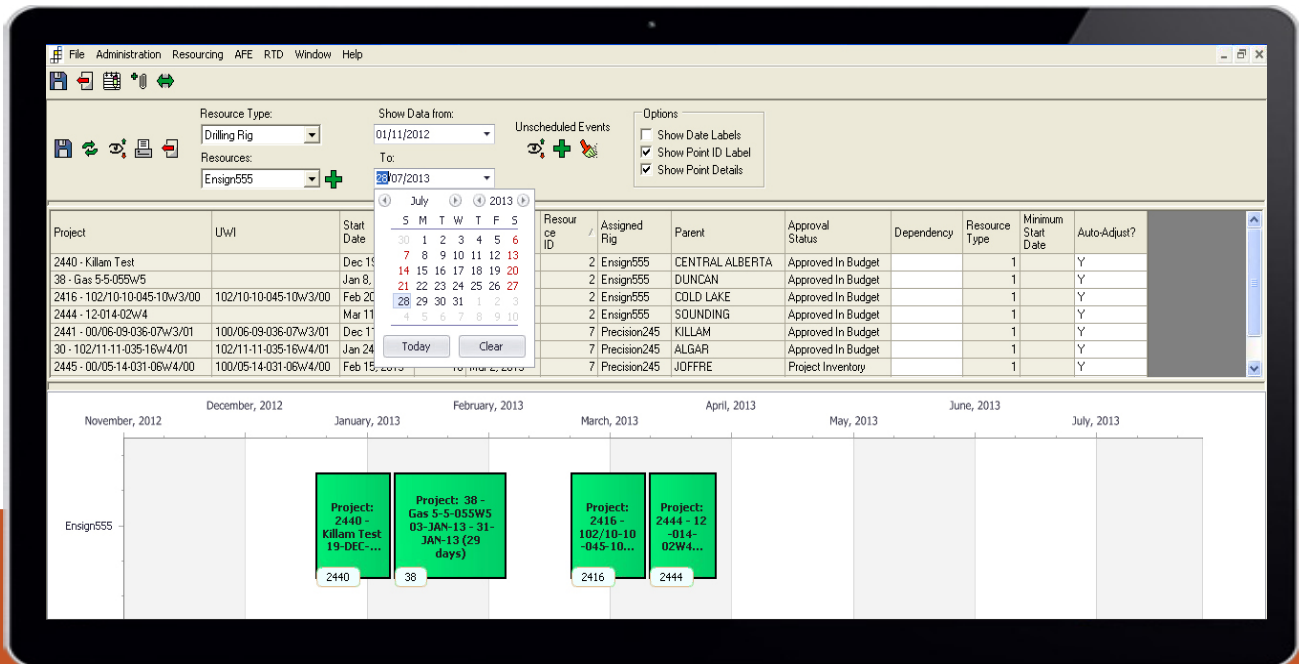 File Administration Resourcing AFE RTD Window Help
Resource Type: Show Data from:
Drilling Rig 01/11/2012
Resources: To:
Ensign555 28/07/2013
Unscheduled Events
Options
Show Date Labels
Show Point ID Label
Show Point Details
July 2013
S M T W T F S
30 1 2 3 4 5 6
7 8 9 10 11 12 13
14 15 16 17 18 19 20
21 22 23 24 25 26 27
28 29 30 31 1 2 3
4 5 6 7 8 9 10
Today Clear
Project UWI Start Date Resource ID Assigned Rig Parent Approval Status Dependency Resource Type Minimum Start Date Auto-Adjust?
2440 - Killam Test Dec 2 Ensign555 CENTRAL ALBERTA Approved In Budget 1 Y
38 - Gas 5-5-055W5 Jan 8, 2 Ensign555 DUNCAN Approved In Budget 1 Y
2416 - 102/10-10-045-10W3/00 102/10-10-045-10W3/00 Feb 20 2 Ensign555 COLD LAKE Approved In Budget 1 Y
2444 - 12-014-02W4 Mar 11 2 Ensign555 SOUNDING Approved In Budget 1 Y
2441 - 00/06-09-036-07W3/01 100/06-09-036-07W3/01 Dec 7 Precision245 KILLAM Approved In Budget 1 Y
30 - 102/11-11-035-16W4/01 102/11-11-035-16W4/01 Jan 24 7 Precision245 ALGAR Approved In Budget 1 Y
2445 - 00/05-14-031-06W4/00 100/05-14-031-06W4/00 Feb 15, 2013 Mar 2, 2013 7 Precision245 JOFFRE Project Inventory 1 Y
November, 2012 December, 2012 January, 2013 February, 2013 March, 2013 April, 2013 May, 2013 June, 2013 July, 2013
Ensign555
Project:
2440 -
Killam Test
19-DEC-...
2440
Project: 38 -
Gas 5-5-055W5
03-JAN-13 - 31-
JAN-13 (29
days)
38
Project:
2416 -
102/10-10
-045-10...
2416
Project:
2444 - 12
-014-
02W4...
2444